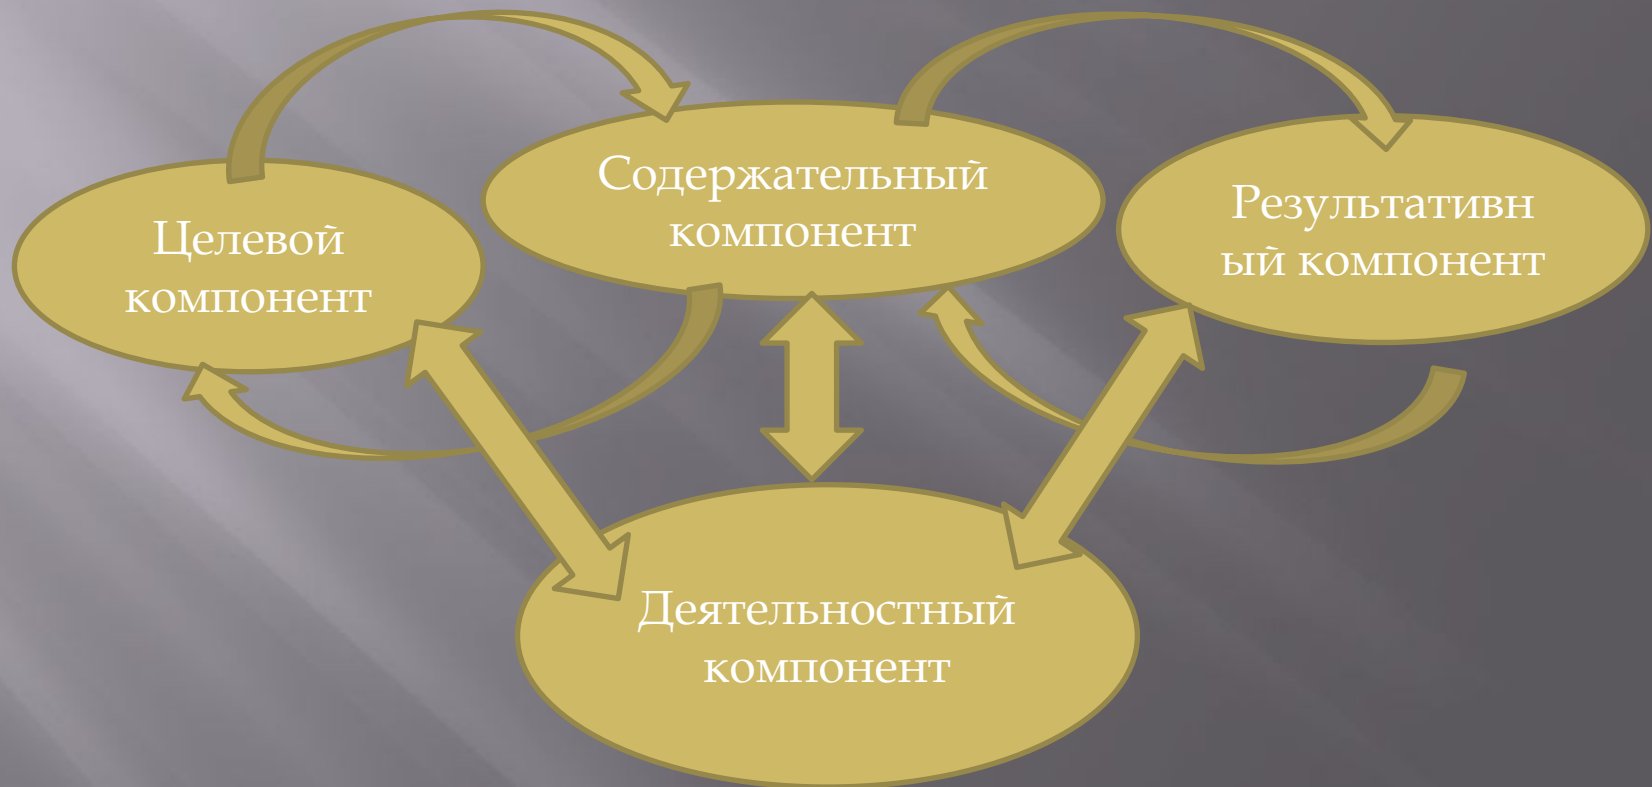 Целевой
компонент
Содержательный
компонент
Результативн
ый компонент
Деятельностный
компонент